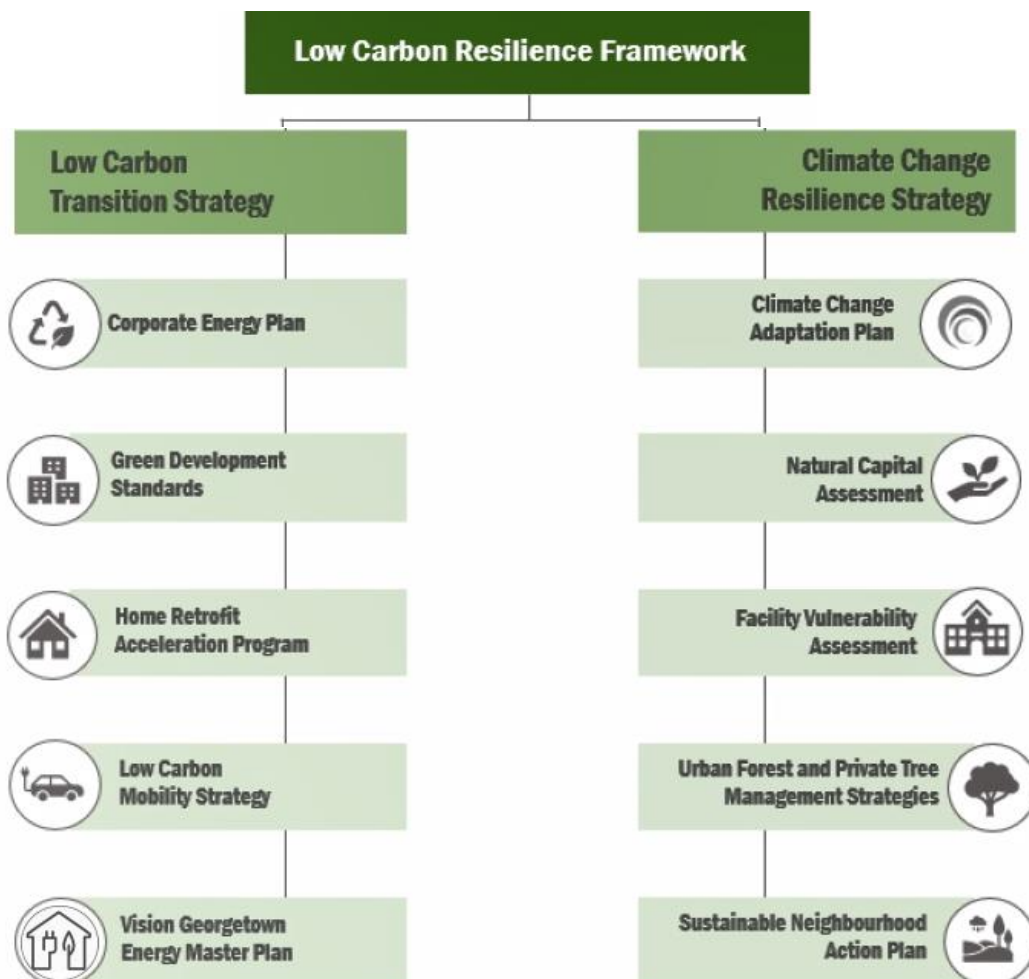 Low Carbon Resilience Framework
Low Carbon
Transition Strategy
Corporate Energy Plan
Green Development
Standards
Home Retrofit
Acceleration Program
Low Carbon
Mobility Strategy
Vision Georgetown
Energy Master Plan
Climate Change
Resilience Strategy
Climate Change
Adaptation Plan
Natural Capital
Assessment
Facility Vulnerability
Assessment
Urban Forest and Private Tree
Management Strategies
Sustainable Neighbourhood
Action Plan